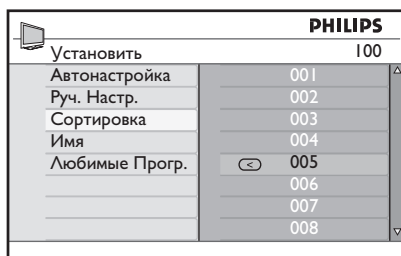 PHILIPS
Установить 100
Автонастройка 001
Руч. Настр. 002
Сортировка 003
Имя 004
Любимые Прогр. < 005
006
007
008